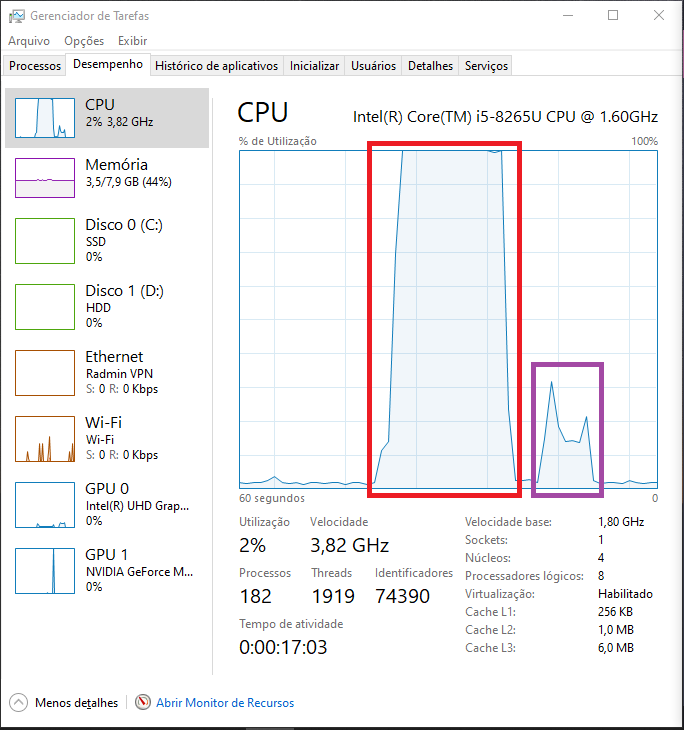 Gerenciador de Tarefas
Arquivo Opções Exibir
Processos Desempenho Histórico de aplicativos Inicializar Usuários Detalhes Serviços
CPU
2% 3,82 GHz
Memória
3,5/7,9 GB (44%)
Disco 0 (C:)
SSD
0%
Disco 1 (D:)
HDD
0%
Ethernet
Radmin VPN
S: 0 R: 0 Kbps
Wi-Fi
Wi-Fi
S: 0 R: 0 Kbps
GPU 0
Intel(R) UHD Grap...
0%
GPU 1
NVIDIA GeForce M...
0%
CPU Intel(R) Core(TM) i5-8265U CPU @ 1.60GHz
% de Utilização 100%
60 segundos 0
Utilização Velocidade
2% 3,82 GHz
Processos Threads Identificadores
182 1919 74390
Tempo de atividade
0:00:17:03
Velocidade base: 1,80 GHz
Sockets: 1
Núcleos: 4
Processadores lógicos: 8
Virtualização: Habilitado
Cache L1: 256 KB
Cache L2: 1,0 MB
Cache L3: 6,0 MB
Menos detalhes Abrir Monitor de Recursos